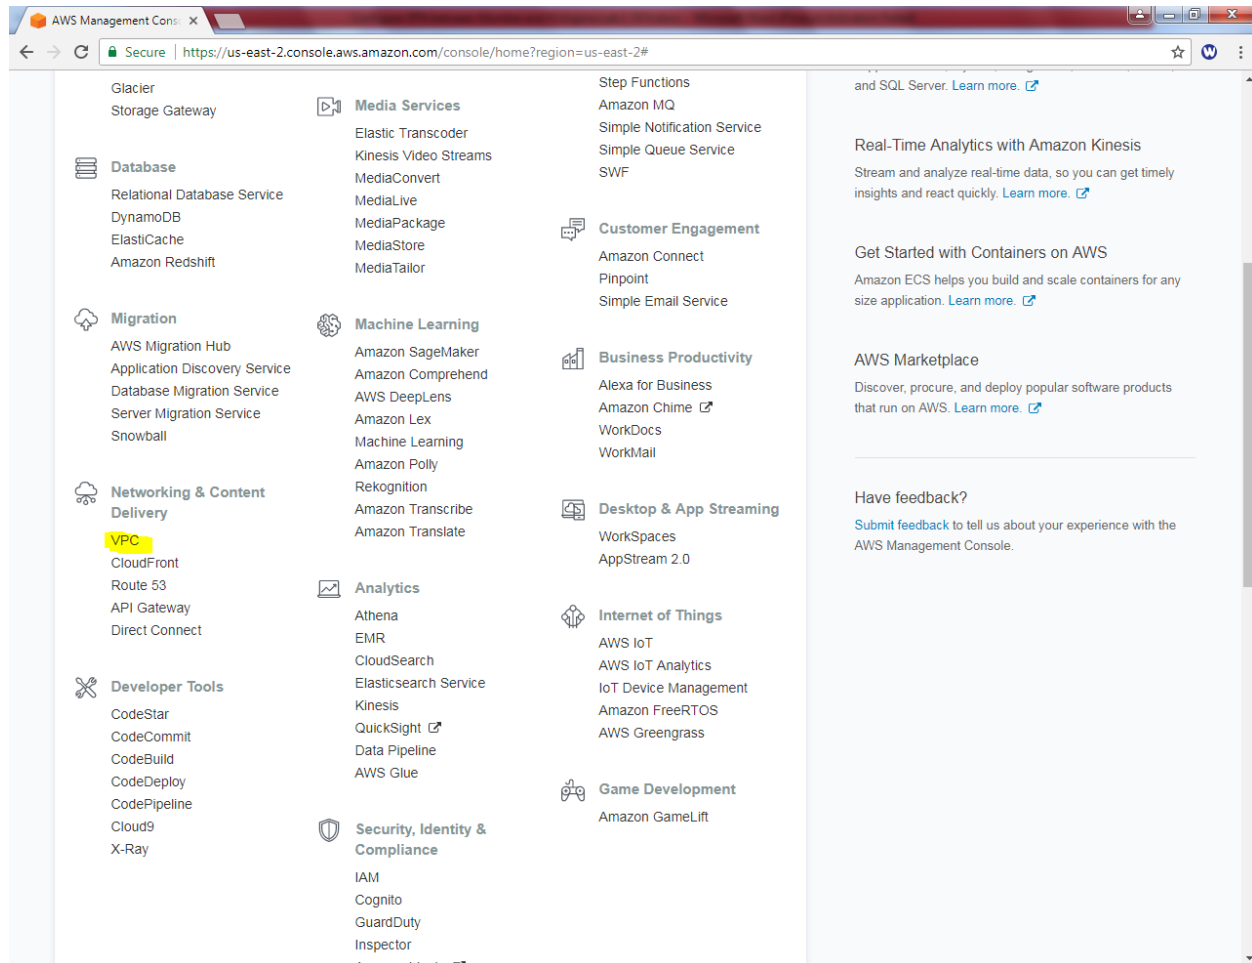 AWS Management Conso
Secure
https://us-east-2.console.aws.amazon.com/console/home?region=us-east-2#
Glacier
Storage Gateway
Database
Relational Database Service
DynamoDB
ElastiCache
Amazon Redshift
Migration
AWS Migration Hub
Application Discovery Service
Database Migration Service
Server Migration Service
Snowball
Networking & Content
Delivery
VPC
CloudFront
Route 53
API Gateway
Direct Connect
Developer Tools
CodeStar
CodeCommit
CodeBuild
CodeDeploy
CodePipeline
Cloud9
X-Ray
Media Services
Elastic Transcoder
Kinesis Video Streams
MediaConvert
MediaLive
MediaPackage
MediaStore
MediaTailor
Machine Learning
Amazon SageMaker
Amazon Comprehend
AWS DeepLens
Amazon Lex
Machine Learning
Amazon Polly
Rekognition
Amazon Transcribe
Amazon Translate
Analytics
Athena
EMR
CloudSearch
Elasticsearch Service
Kinesis
QuickSight
Data Pipeline
AWS Glue
Security, Identity &
Compliance
IAM
Cognito
GuardDuty
Inspector
Step Functions
Amazon MQ
Simple Notification Service
Simple Queue Service
SWF
Customer Engagement
Amazon Connect
Pinpoint
Simple Email Service
Business Productivity
Alexa for Business
Amazon Chime
WorkDocs
WorkMail
Desktop & App Streaming
WorkSpaces
AppStream 2.0
Internet of Things
AWS IoT
AWS IoT Analytics
IoT Device Management
Amazon FreeRTOS
AWS Greengrass
Game Development
Amazon GameLift
and SQL Server. Learn more.
Real-Time Analytics with Amazon Kinesis
Stream and analyze real-time data, so you can get timely
insights and react quickly. Learn more.
Get Started with Containers on AWS
Amazon ECS helps you build and scale containers for any
size application. Learn more.
AWS Marketplace
Discover, procure, and deploy popular software products
that run on AWS. Learn more.
Have feedback?
Submit feedback to tell us about your experience with the
AWS Management Console.